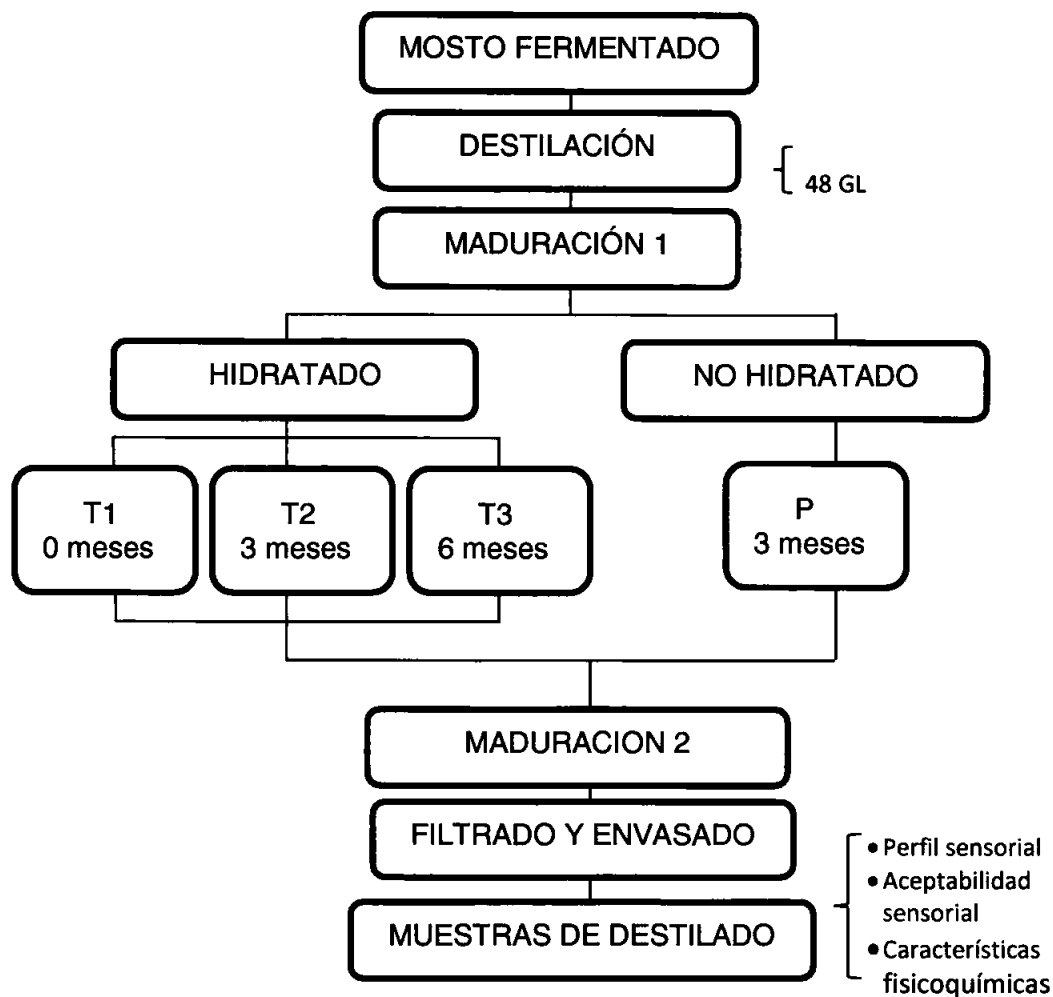 MOSTO FERMENTADO
DESTILACIÓN
48 GL
MADURACIÓN 1
HIDRATADO
NO HIDRATADO
T1
0 meses
T2
3 meses
T3
6 meses
P
3 meses
MADURACION 2
FILTRADO Y ENVASADO
MUESTRAS DE DESTILADO
• Perfil sensorial
• Aceptabilidad
sensorial
• Características
fisicoquímicas